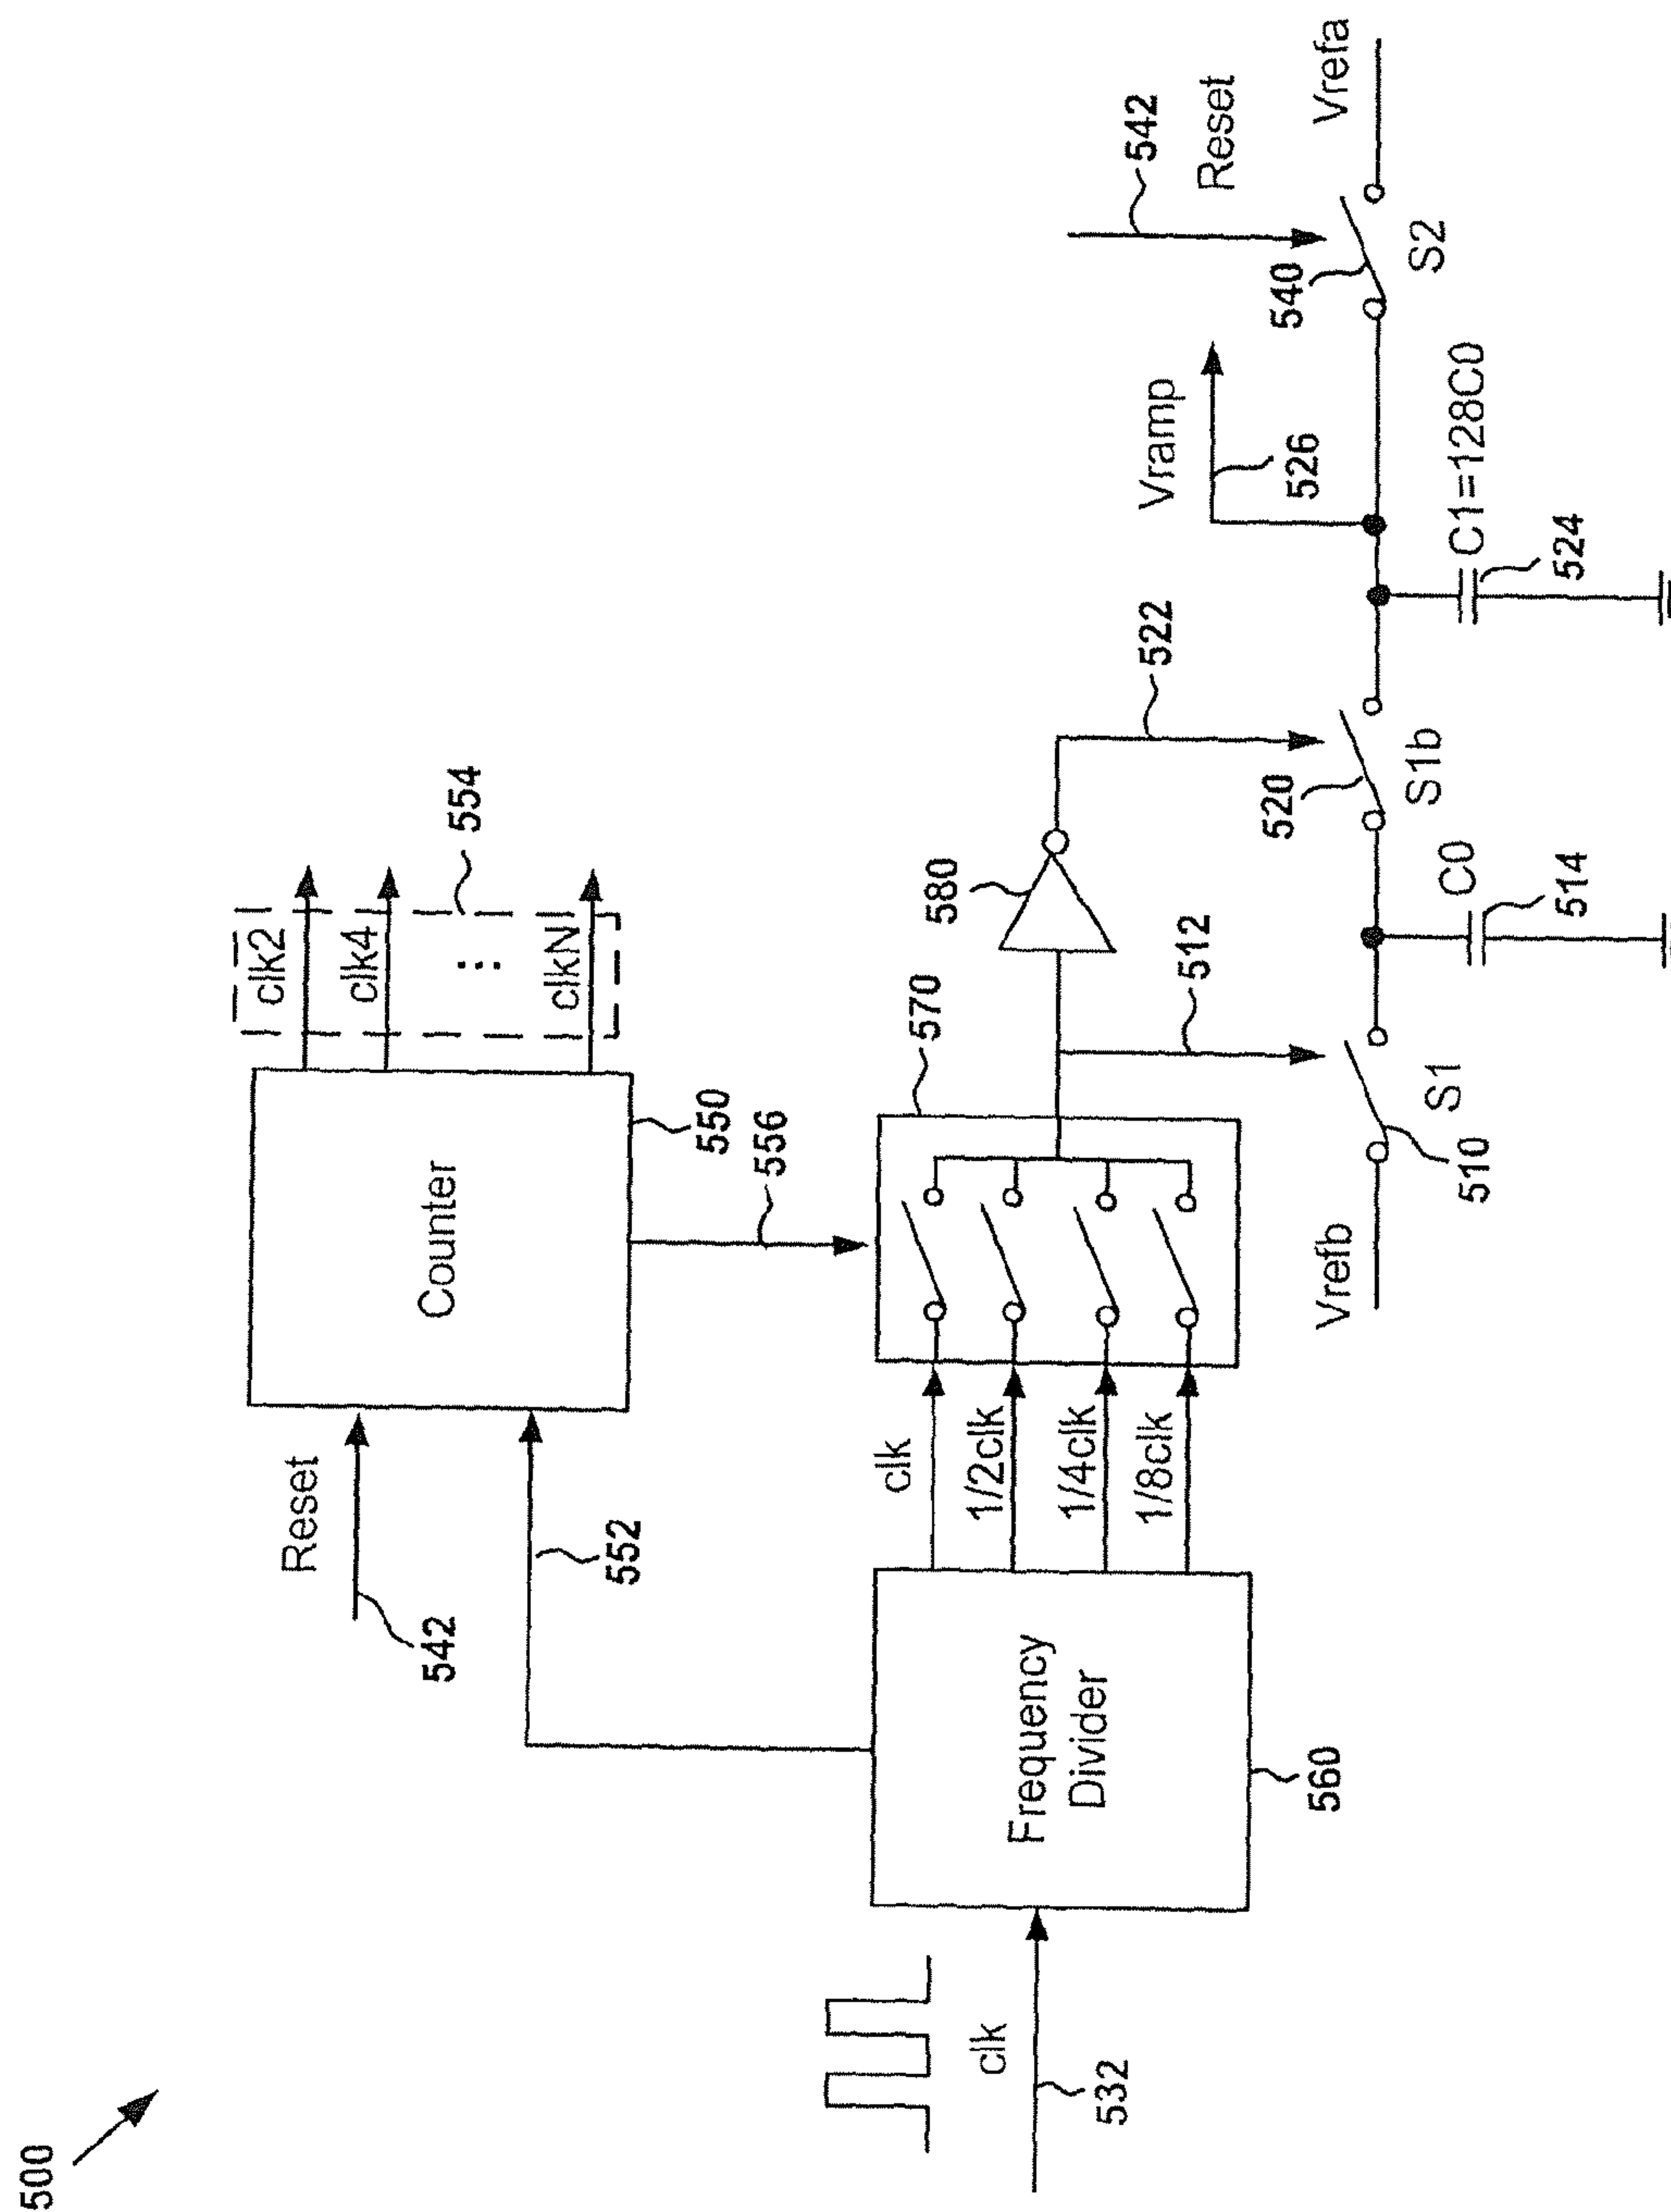 500
Reset
542
552
Counter
550
556
clk2
clk4
⋮
clkN
554
clk
532
Frequency
Divider
560
clk
1/2clk
1/4clk
1/8clk
570
580
512
522
Vramp
526
542
Reset
Vrefb
510
S1
C0
514
520
S1b
C1=128C0
524
540
S2
Vrefa